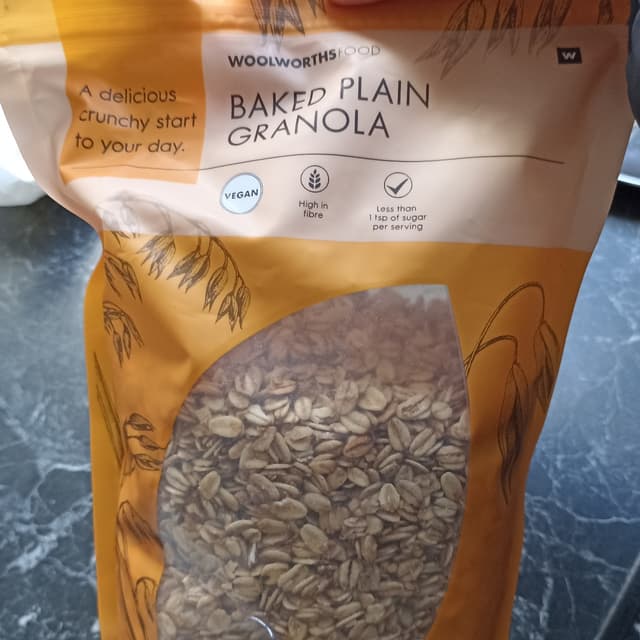 WOOLWORTHSFOOD
W
A delicious
crunchy start
to your day.
BAKED PLAIN
GRANOLA
VEGAN
High in
fibre
Less than
1 tsp of sugar
per serving